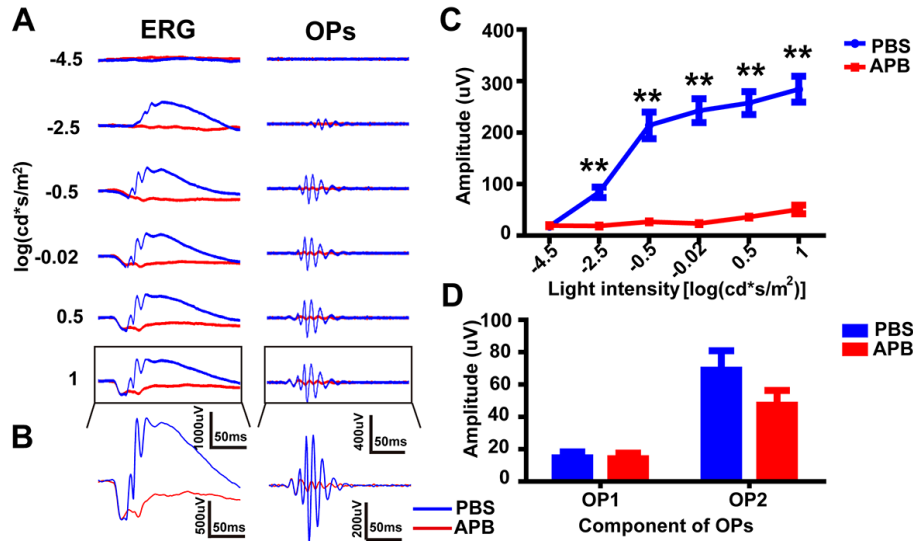 A
ERG
OPs
-4.5
-2.5
-0.5
-0.02
0.5
1
log(cd*s/m²)
1000uV
50ms
400uV
50ms
B
500uV
50ms
200uV
50ms
PBS
APB
C
400
300
200
100
0
Amplitude (uV)
**
**
**
**
**
PBS
APB
-4.5
-2.5
-0.5
-0.02
0.5
1
Light intensity [log(cd*s/m²)]
D
100
80
60
40
20
0
Amplitude (uV)
PBS
APB
OP1
OP2
Component of OPs